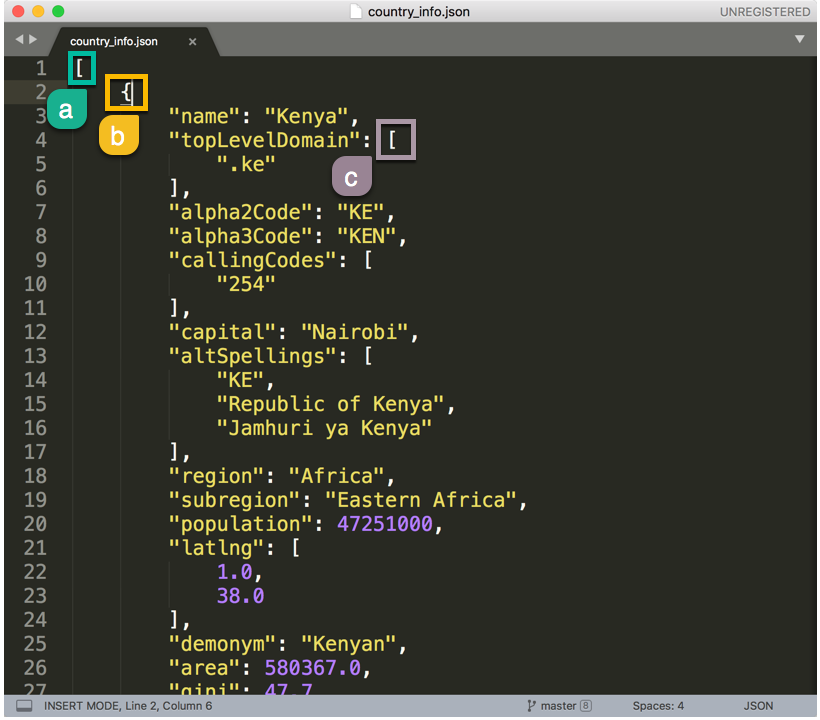 country_info.json
UNREGISTERED
country_info.json ×
1 [
a
2 {
b
3 "name": "Kenya",
4 "topLevelDomain": [
c
5 ".ke"
6 ],
7 "alpha2Code": "KE",
8 "alpha3Code": "KEN",
9 "callingCodes": [
10 "254"
11 ],
12 "capital": "Nairobi",
13 "altSpellings": [
14 "KE",
15 "Republic of Kenya",
16 "Jamhuri ya Kenya"
17 ],
18 "region": "Africa",
19 "subregion": "Eastern Africa",
20 "population": 47251000,
21 "latlng": [
22 1.0,
23 38.0
24 ],
25 "demonym": "Kenyan",
26 "area": 580367.0,
27 "gini": 47.7
INSERT MODE, Line 2, Column 6 master 8 Spaces: 4 JSON